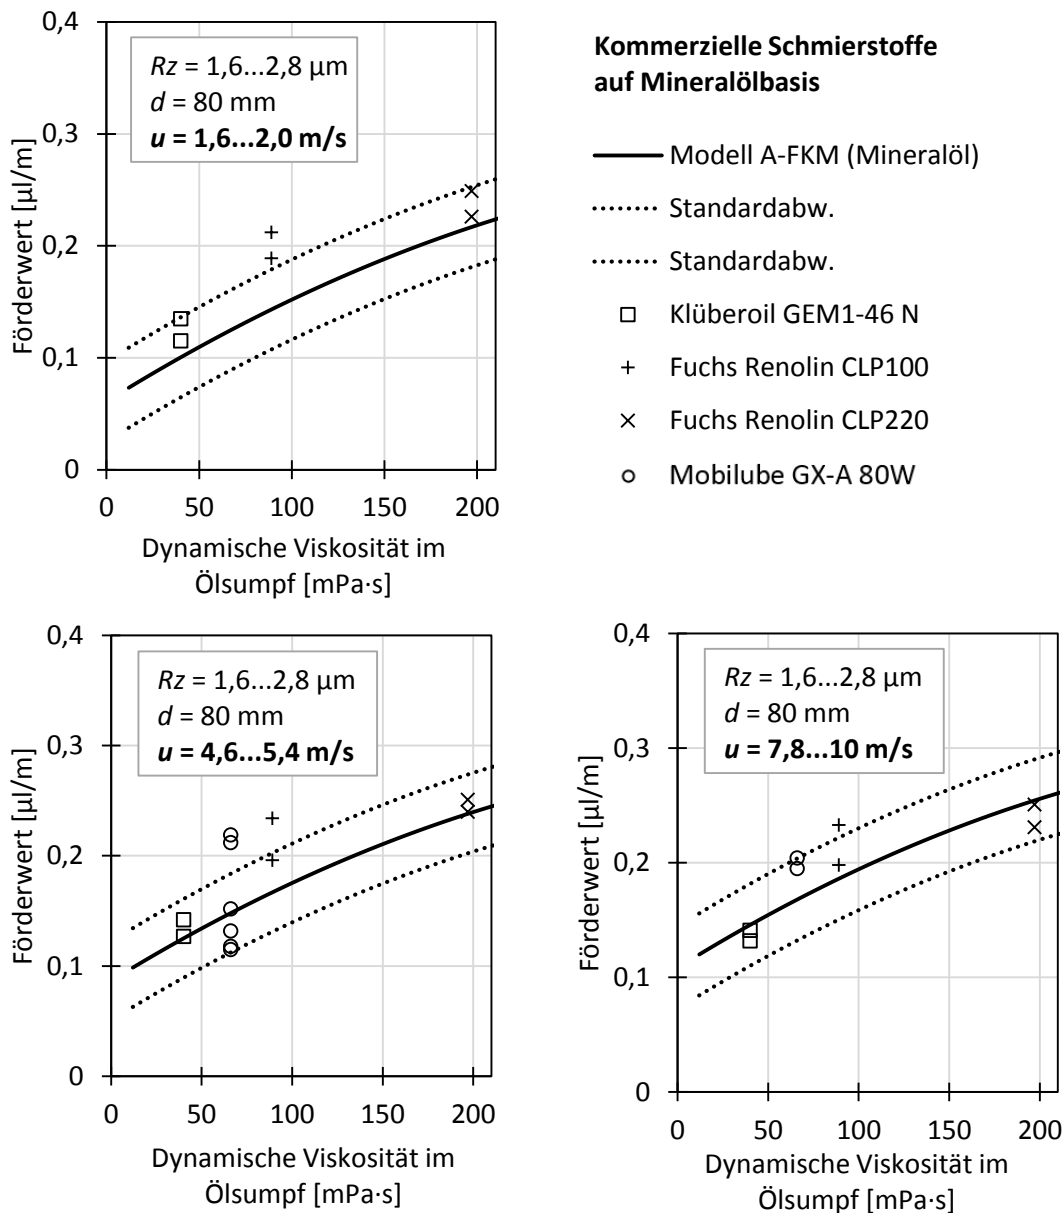 0,4
0,3
0,2
0,1
0
Förderwert [µl/m]
Rz = 1,6...2,8 µm
d = 80 mm
u = 1,6...2,0 m/s
0 50 100 150 200
Dynamische Viskosität im
Ölsumpf [mPa·s]
Kommerzielle Schmierstoffe
auf Mineralölbasis
Modell A-FKM (Mineralöl)
Standardabw.
Standardabw.
Klüberoil GEM1-46 N
Fuchs Renolin CLP100
Fuchs Renolin CLP220
Mobilube GX-A 80W
0,4
0,3
0,2
0,1
0
Förderwert [µl/m]
Rz = 1,6...2,8 µm
d = 80 mm
u = 4,6...5,4 m/s
0 50 100 150 200
Dynamische Viskosität im
Ölsumpf [mPa·s]
0,4
0,3
0,2
0,1
0
Förderwert [µl/m]
Rz = 1,6...2,8 µm
d = 80 mm
u = 7,8...10 m/s
0 50 100 150 200
Dynamische Viskosität im
Ölsumpf [mPa·s]